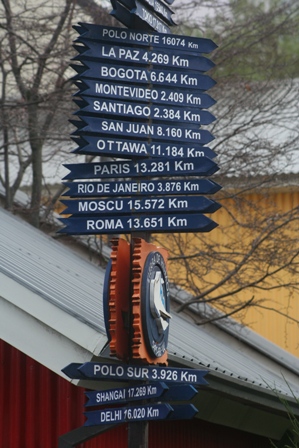 POLO NORTE 16074 Km
LA PAZ 4.269 Km
BOGOTA 6.644 Km
MONTEVIDEO 2.409 Km
SANTIAGO 2.384 Km
SAN JUAN 8.160 Km
OTTAWA 11.184 Km
PARIS 13.281 Km
RIO DE JANEIRO 3.876 Km
MOSCU 15.572 Km
ROMA 13.651 Km
POLO SUR 3.926 Km
SHANGAI 17.269 Km
DELHI 16.020 Km